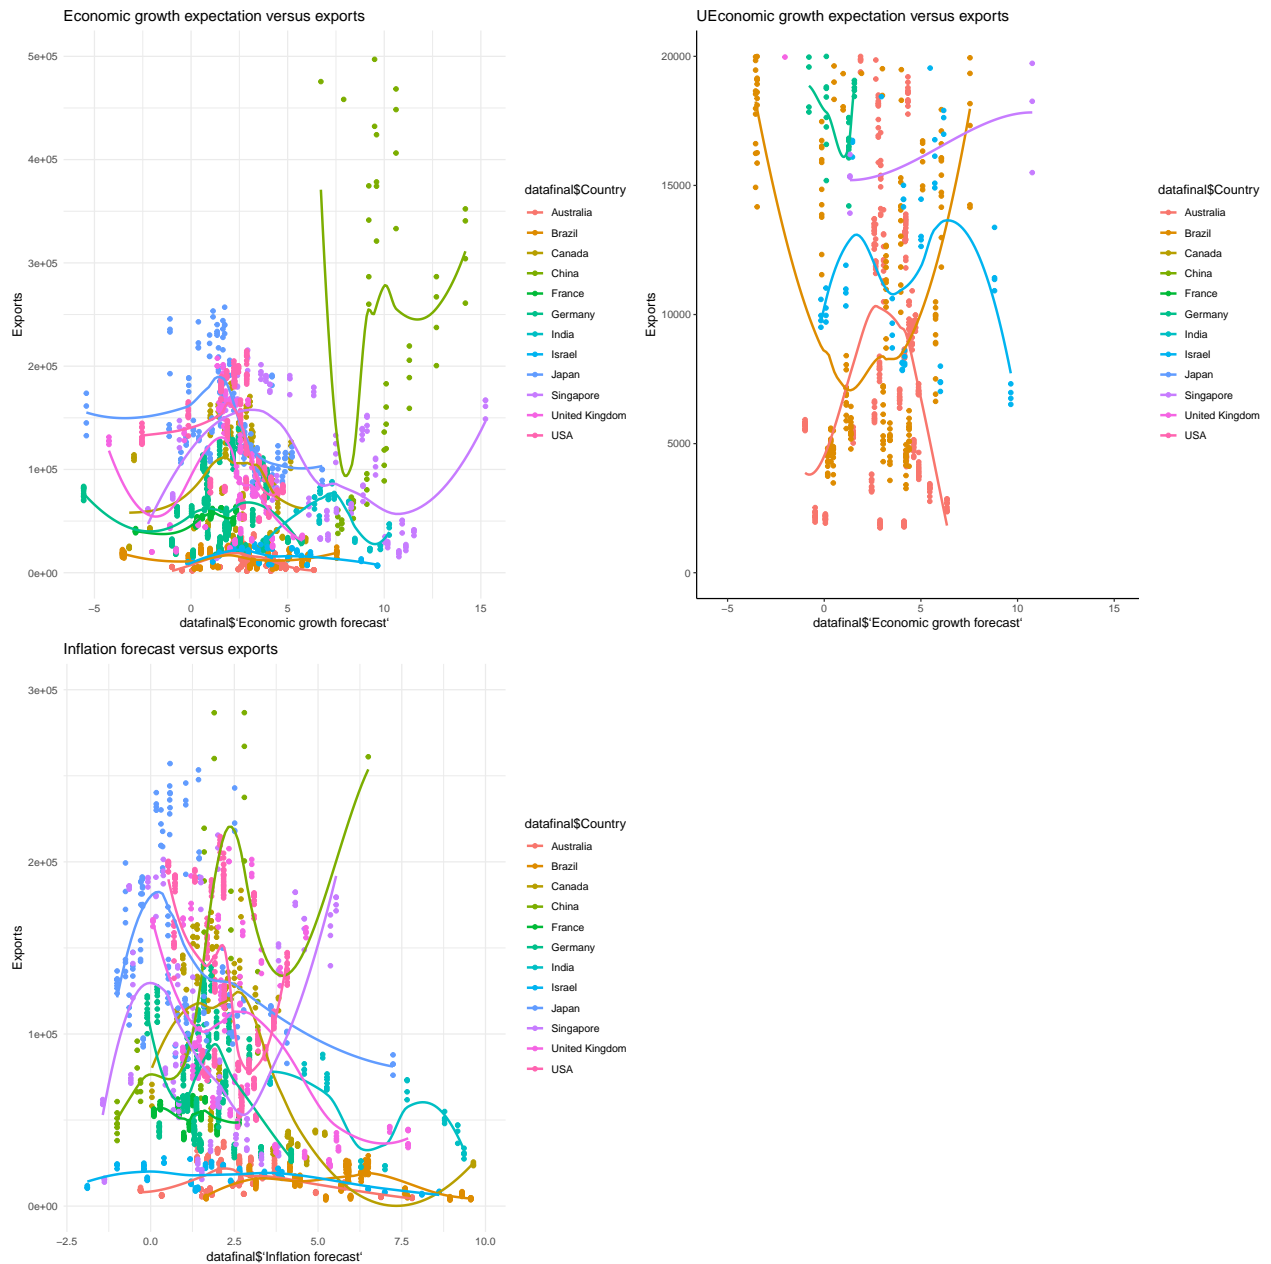 Economic growth expectation versus exports
5e+05
4e+05
3e+05
2e+05
1e+05
0e+00
Exports
−5 0 5 10 15
datafinal$‘Economic growth forecast‘
datafinal$Country
Australia
Brazil
Canada
China
France
Germany
India
Israel
Japan
Singapore
United Kingdom
USA
UEconomic growth expectation versus exports
20000
15000
10000
5000
0
Exports
−5 0 5 10 15
datafinal$‘Economic growth forecast‘
datafinal$Country
Australia
Brazil
Canada
China
France
Germany
India
Israel
Japan
Singapore
United Kingdom
USA
Inflation forecast versus exports
3e+05
2e+05
1e+05
0e+00
Exports
−2.5 0.0 2.5 5.0 7.5 10.0
datafinal$‘Inflation forecast‘
datafinal$Country
Australia
Brazil
Canada
China
France
Germany
India
Israel
Japan
Singapore
United Kingdom
USA